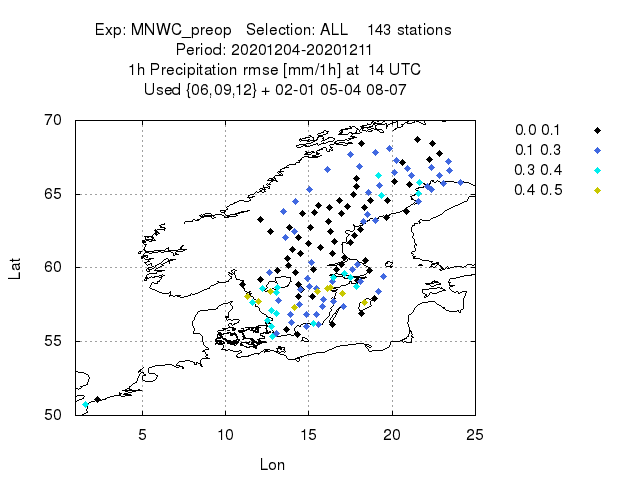 Exp: MNWC_preop Selection: ALL 143 stations
Period: 20201204-20201211
1h Precipitation rmse [mm/1h] at 14 UTC
Used {06,09,12} + 02-01 05-04 08-07
0.0 0.1
0.1 0.3
0.3 0.4
0.4 0.5
70
65
60
55
50
Lat
5 10 15 20 25
Lon